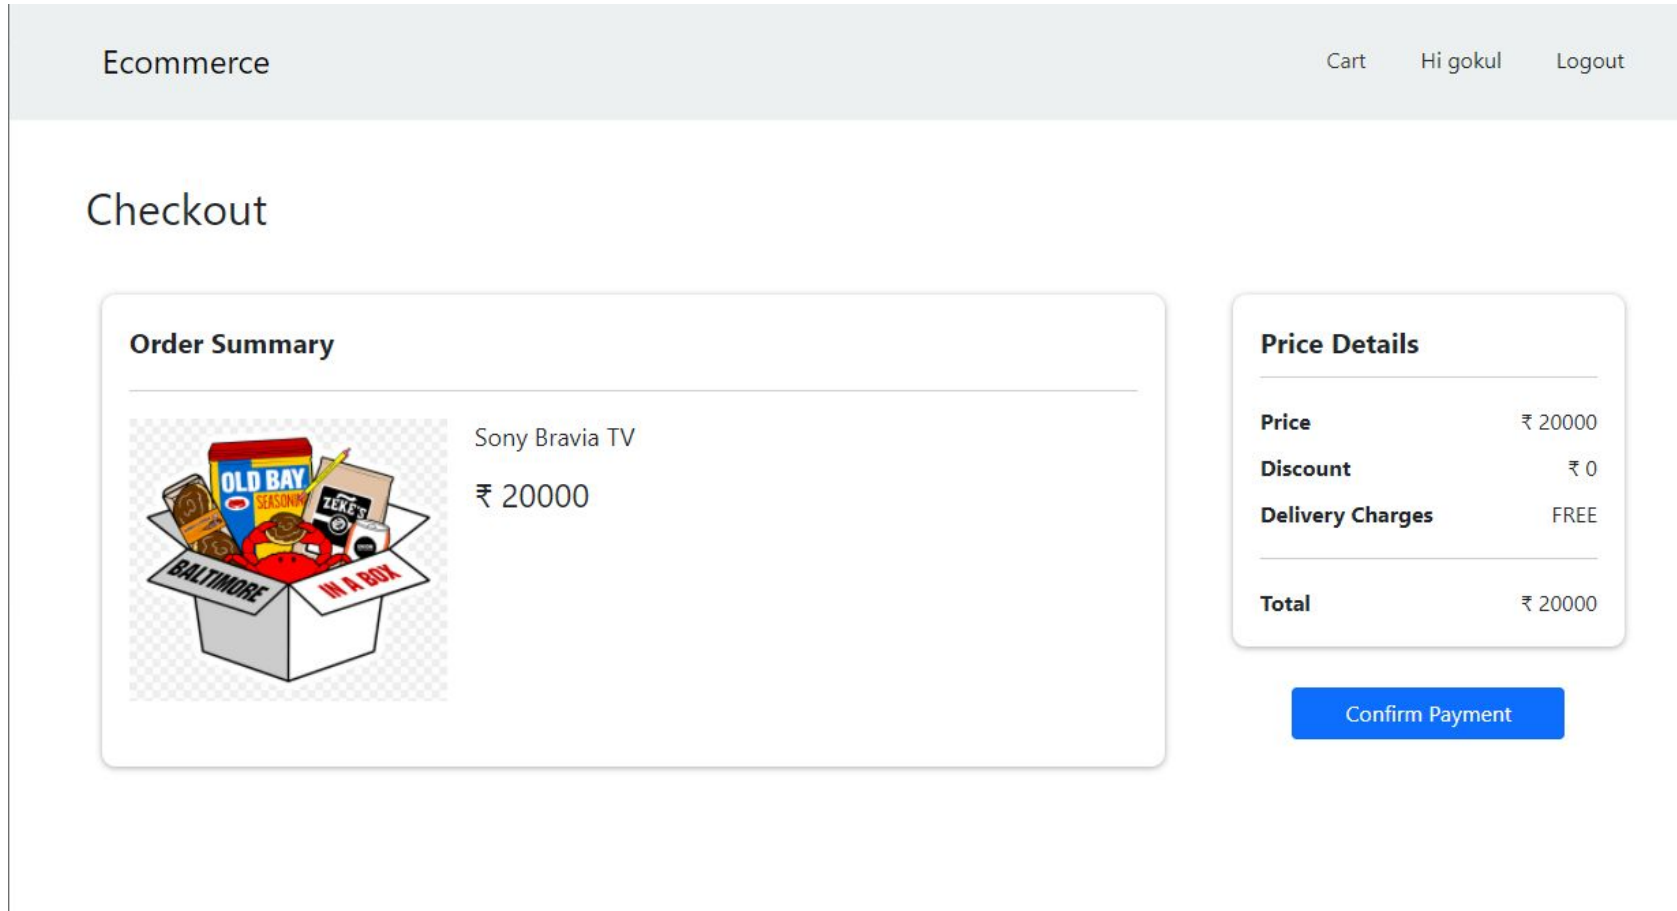 Ecommerce
Cart Hi gokul Logout
Checkout
Order Summary
Sony Bravia TV
₹ 20000
OLD BAY
SEASONING
ZEKE'S
BALTIMORE
IN A BOX
Price Details
Price ₹ 20000
Discount ₹ 0
Delivery Charges FREE
Total ₹ 20000
Confirm Payment